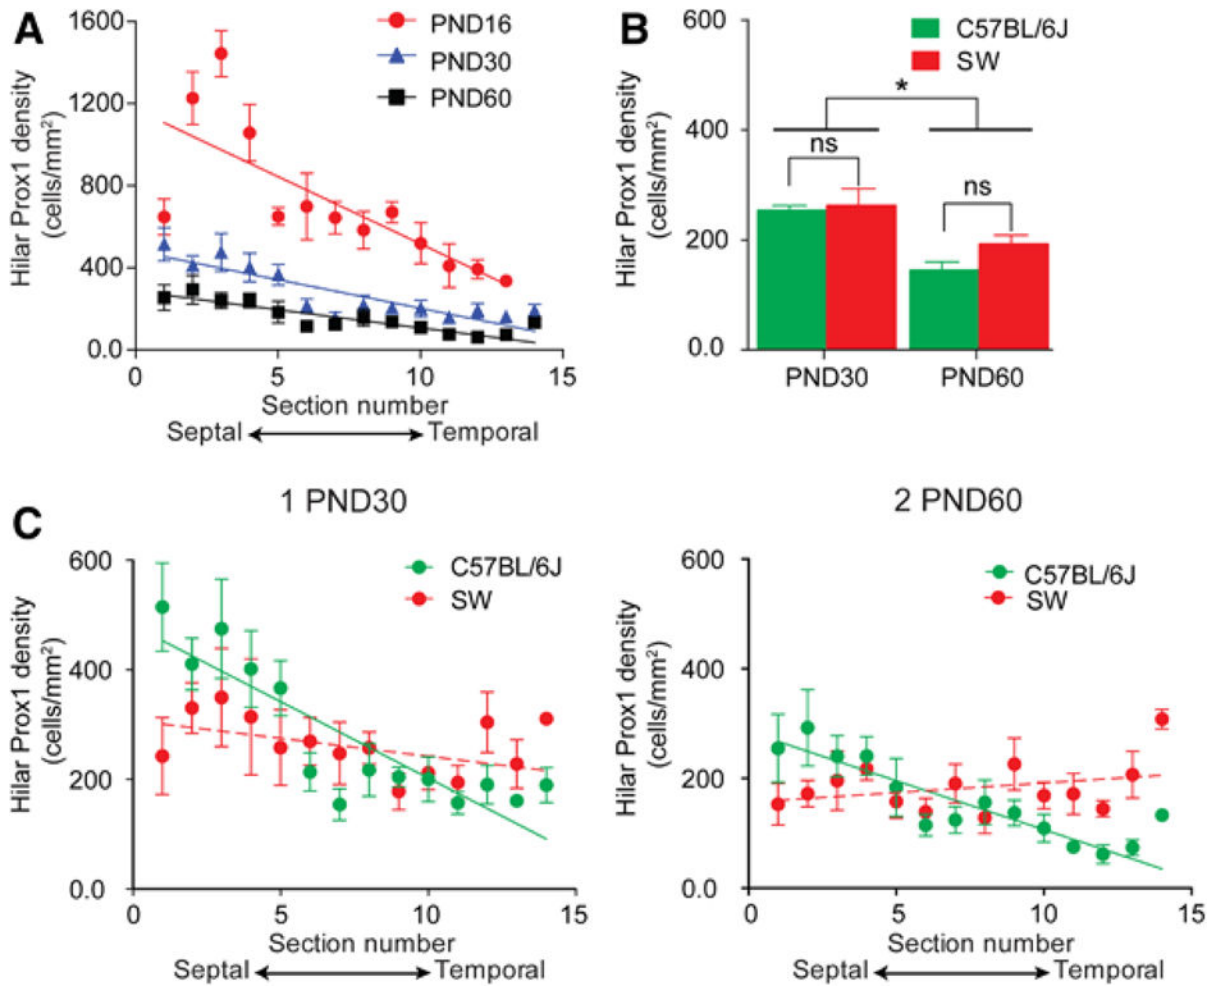 A
Hilar Prox1 density
(cells/mm²)
1600
1200
800
400
0.0
PND16
PND30
PND60
0
5
10
15
Section number
Septal
Temporal
B
Hilar Prox1 density
(cells/mm²)
600
400
200
0.0
C57BL/6J
SW
*
ns
ns
PND30
PND60
C
1 PND30
Hilar Prox1 density
(cells/mm²)
600
400
200
0.0
C57BL/6J
SW
0
5
10
15
Section number
Septal
Temporal
2 PND60
Hilar Prox1 density
(cells/mm²)
600
400
200
0.0
C57BL/6J
SW
0
5
10
15
Section number
Septal
Temporal